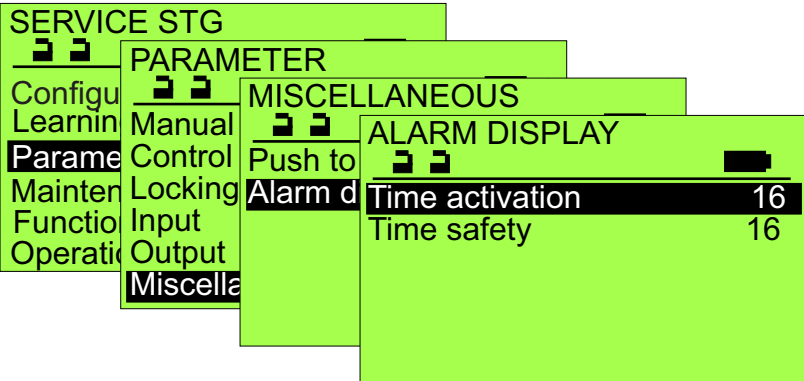 SERVICE STG
Configu
Learnin
Parame
Mainten
Functio
Operati
PARAMETER
Manual
Control
Locking
Input
Output
Miscella
MISCELLANEOUS
Push to
Alarm d
ALARM DISPLAY
Time activation 16
Time safety 16